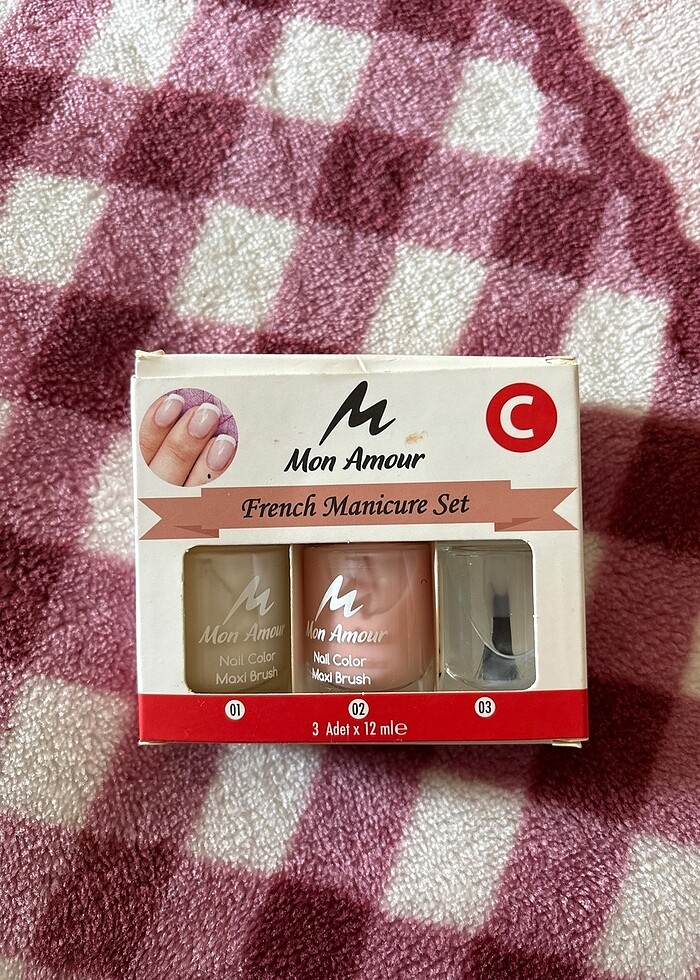 C
Mon Amour
French Manicure Set
Mon Amour
Nail Color
Maxi Brush
Mon Amour
Nail Color
Maxi Brush
01
02
03
3 Adet x 12 ml℮